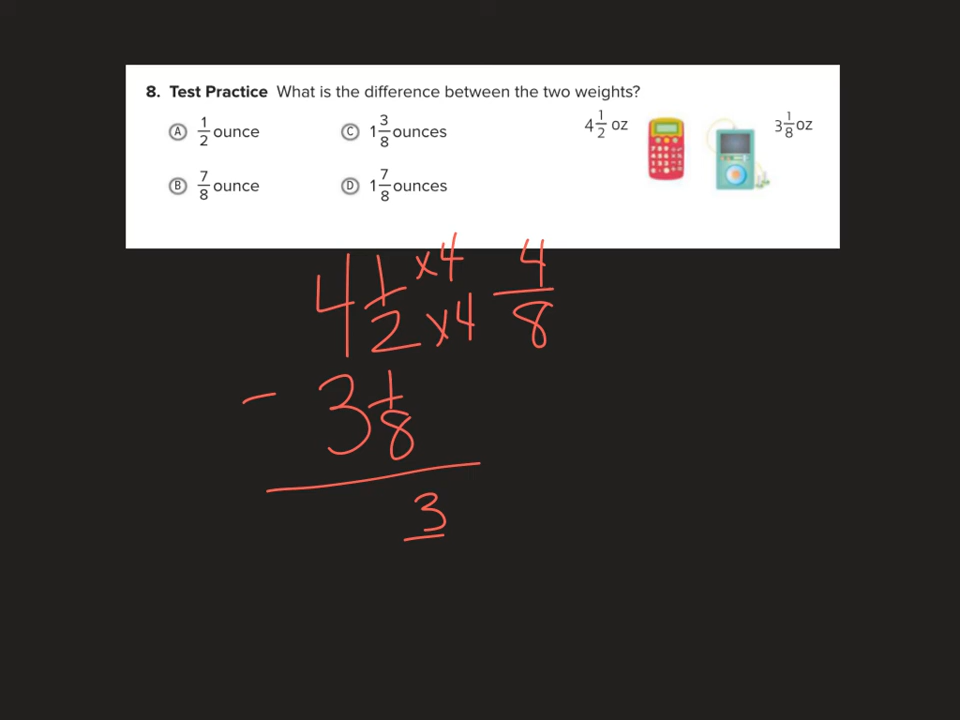 8. Test Practice What is the difference between the two weights?
Ⓐ 1/2 ounce
Ⓒ 1 3/8 ounces
Ⓑ 7/8 ounce
Ⓓ 1 7/8 ounces
4 1/2 oz
3 1/8 oz
4 1/2 ×4 ×4 4/8
− 3 1/8
3